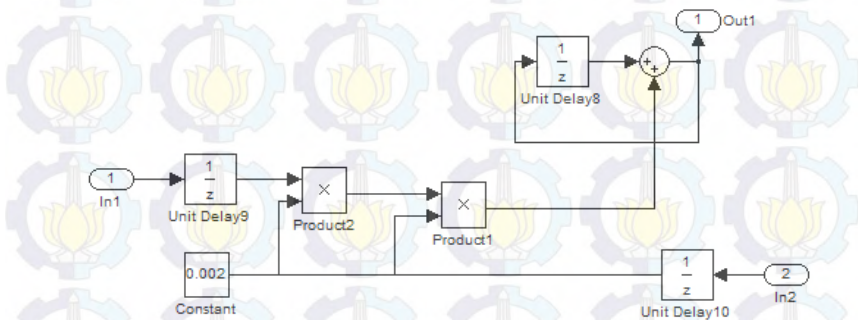 1
Out1
1
z
Unit Delay8
+
+
1
In1
1
z
Unit Delay9
×
Product2
×
Product1
0.002
Constant
1
z
Unit Delay10
2
In2